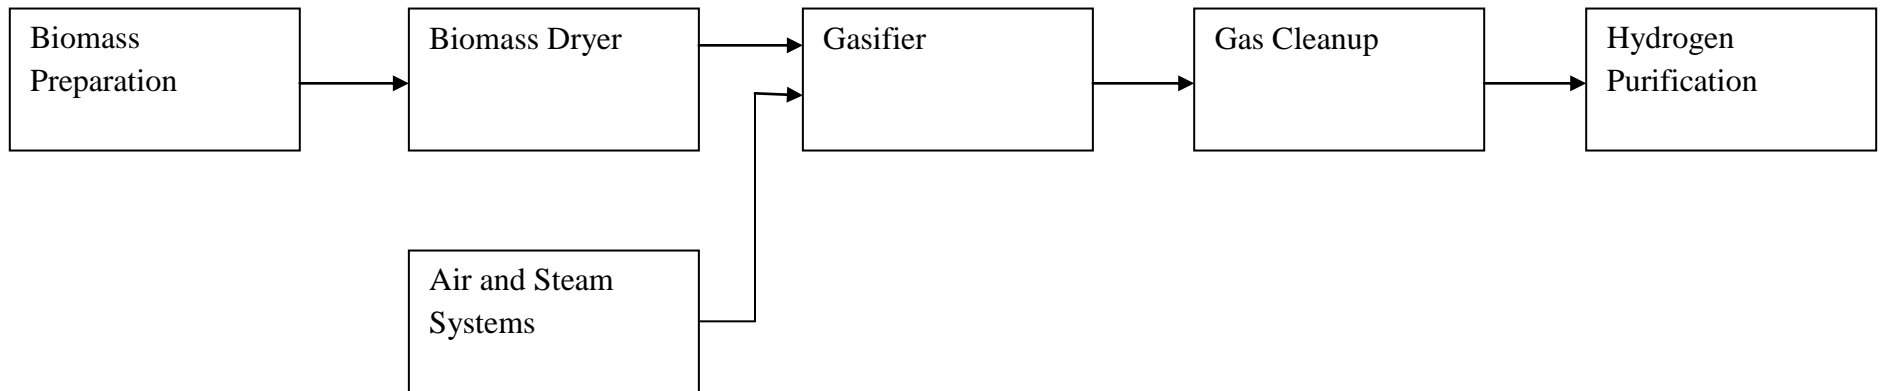 Biomass
Preparation
Biomass Dryer
Gasifier
Gas Cleanup
Hydrogen
Purification
Air and Steam
Systems